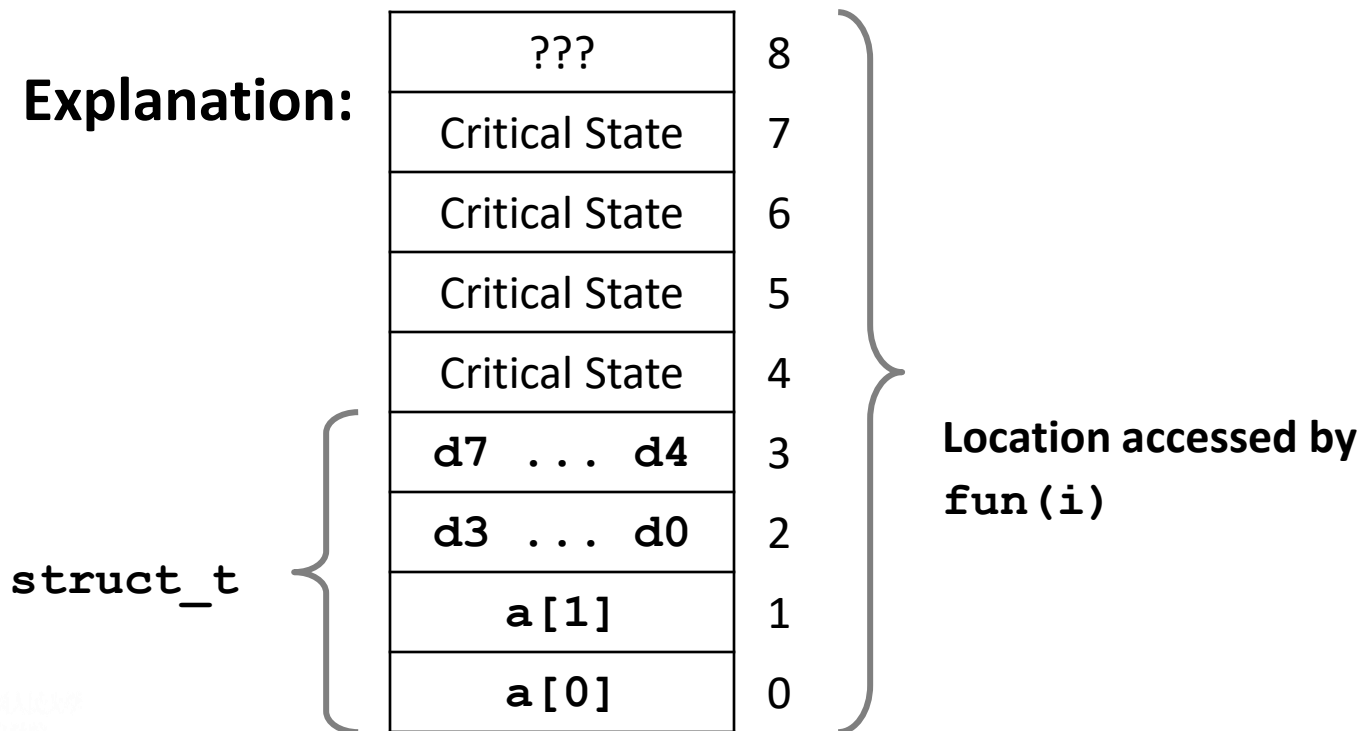 Explanation:
??? 8
Critical State 7
Critical State 6
Critical State 5
Critical State 4
d7 ... d4 3
d3 ... d0 2
a[1] 1
a[0] 0
struct_t
Location accessed by
fun(i)